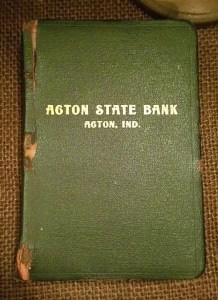 ACTON STATE BANK
ACTON, IND.